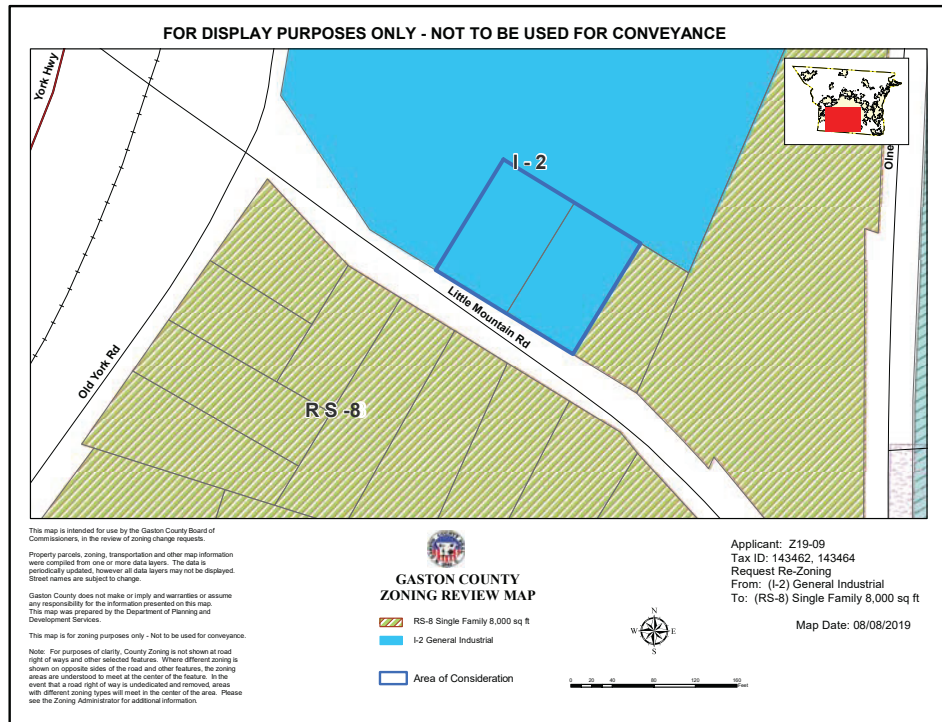 FOR DISPLAY PURPOSES ONLY - NOT TO BE USED FOR CONVEYANCE
York Hwy
I - 2
Little Mountain Rd
Old York Rd
R S -8
This map is intended for use by the Gaston County Board of
Commissioners, in the review of zoning change requests.
Property parcels, zoning, transportation and other map information
were compiled from one or more data layers. The data is
periodically updated, however all data layers may not be displayed.
Street names are subject to change.
Gaston County does not make or imply and warranties or assume
any responsibility for the information presented on this map.
This map was prepared by the Department of Planning and
Development Services.
This map is for zoning purposes only - Not to be used for conveyance.
Note: For purposes of clarity, County Zoning is not shown at road
right of ways and other selected features. Where different zoning is
shown on opposite sides of the road and other features, the zoning
areas are understood to meet at the center of the feature. In the
event that a road right of way is undedicated and removed, areas
with different zoning types will meet in the center of the area. Please
see the Zoning Administrator for additional information.
GASTON COUNTY
ZONING REVIEW MAP
RS-8 Single Family 8,000 sq ft
I-2 General Industrial
Area of Consideration
N
W E
S
0 20 40 80 120 160
Feet
Applicant: Z19-09
Tax ID: 143462, 143464
Request Re-Zoning
From: (I-2) General Industrial
To: (RS-8) Single Family 8,000 sq ft
Map Date: 08/08/2019